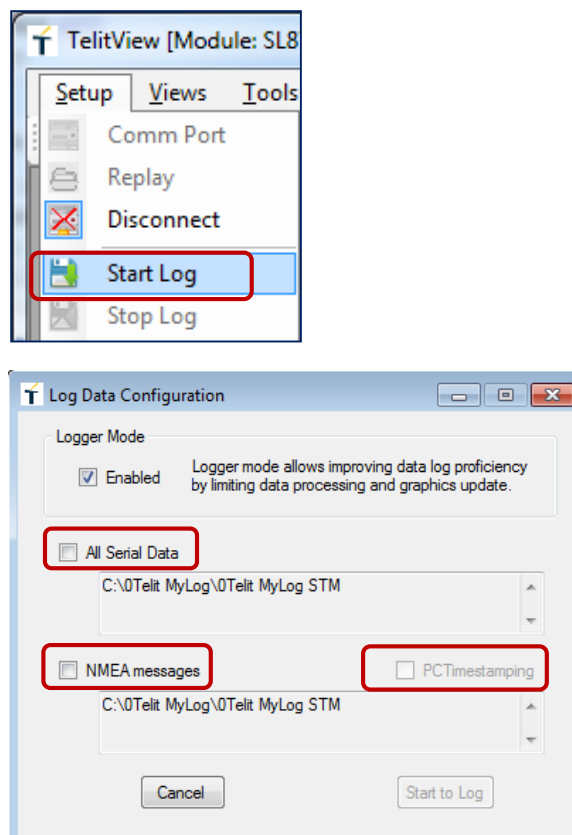 TelitView [Module: SL8
Setup Views Tools
Comm Port
Replay
Disconnect
Start Log
Stop Log
Log Data Configuration
Logger Mode
Enabled
Logger mode allows improving data log proficiency
by limiting data processing and graphics update.
All Serial Data
C:\0Telit MyLog\0Telit MyLog STM
NMEA messages
PCTimestamping
C:\0Telit MyLog\0Telit MyLog STM
Cancel
Start to Log